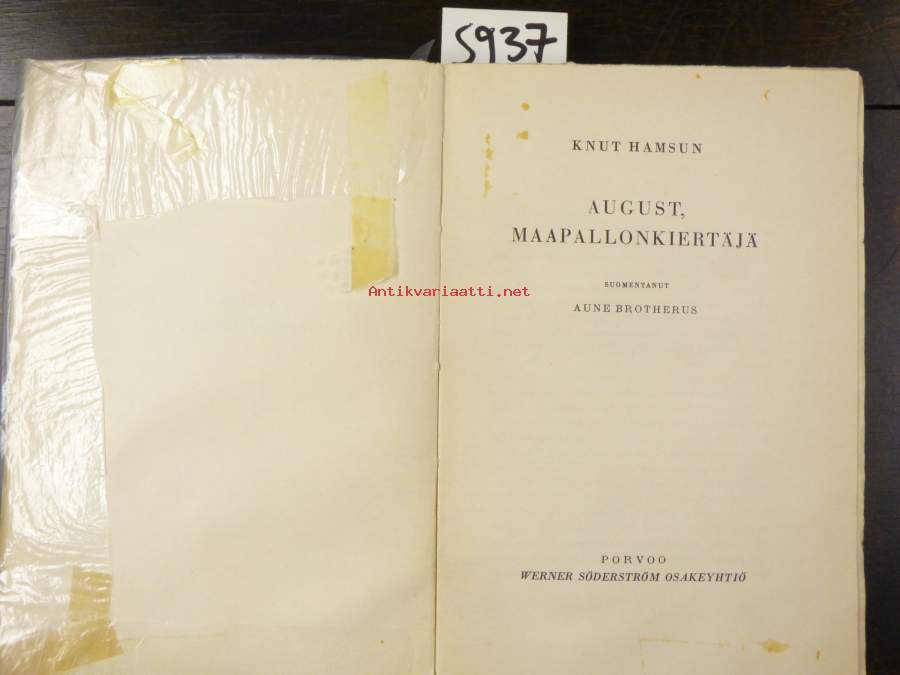 5937
KNUT HAMSUN
AUGUST,
MAAPALLONKIERTÄJÄ
SUOMENTANUT
Antikvariaatti.net
AUNE BROTHERUS
PORVOO
WERNER SÖDERSTRÖM OSAKEYHTIÖ